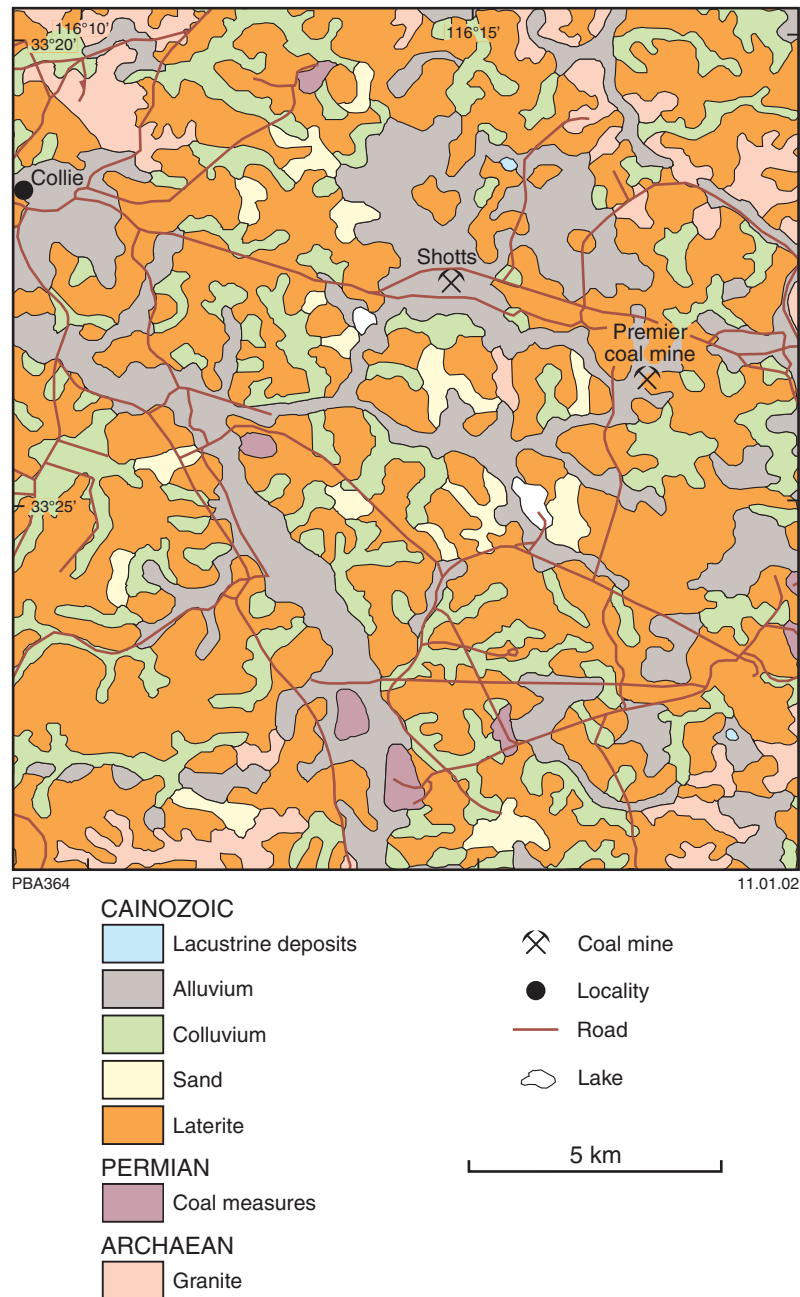 116°10’
116°15’
33°20’
Collie
Shotts
Premier
coal mine
33°25’
PBA364
11.01.02
CAINOZOIC
Lacustrine deposits
Alluvium
Colluvium
Sand
Laterite
PERMIAN
Coal measures
ARCHAEAN
Granite
Coal mine
Locality
Road
Lake
5 km